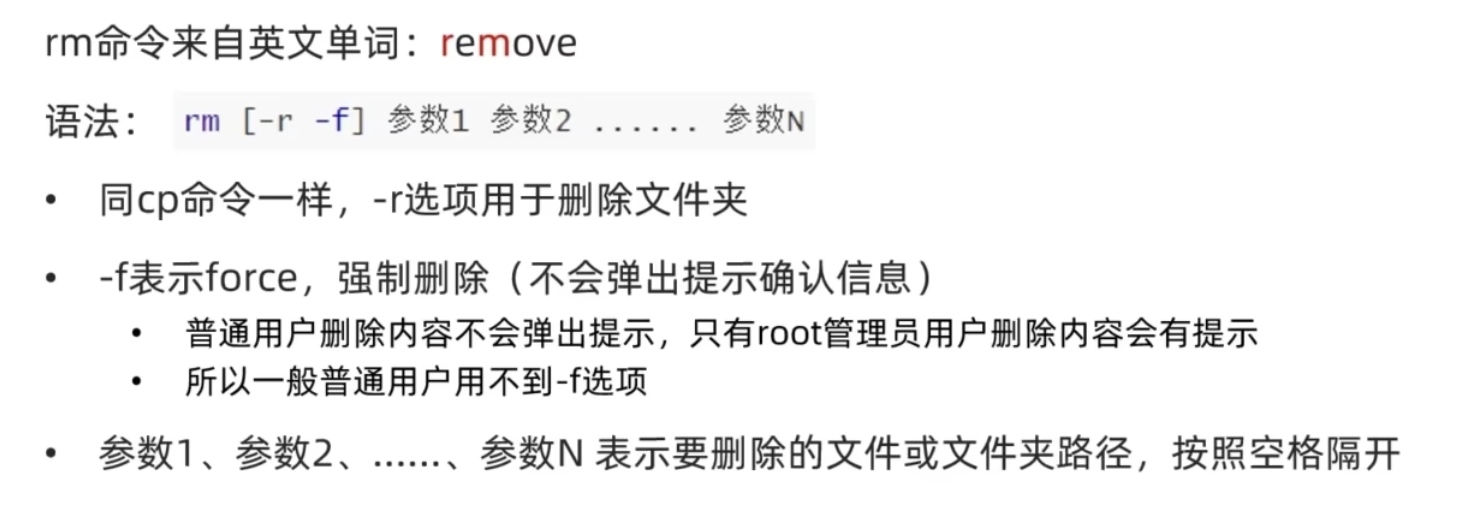 rm命令来自英文单词：remove
语法： rm [-r -f] 参数1 参数2 ...... 参数N
• 同cp命令一样，-r选项用于删除文件夹
• -f表示force，强制删除（不会弹出提示确认信息）
• 普通用户删除内容不会弹出提示，只有root管理员用户删除内容会有提示
• 所以一般普通用户用不到-f选项
• 参数1、参数2、......、参数N 表示要删除的文件或文件夹路径，按照空格隔开